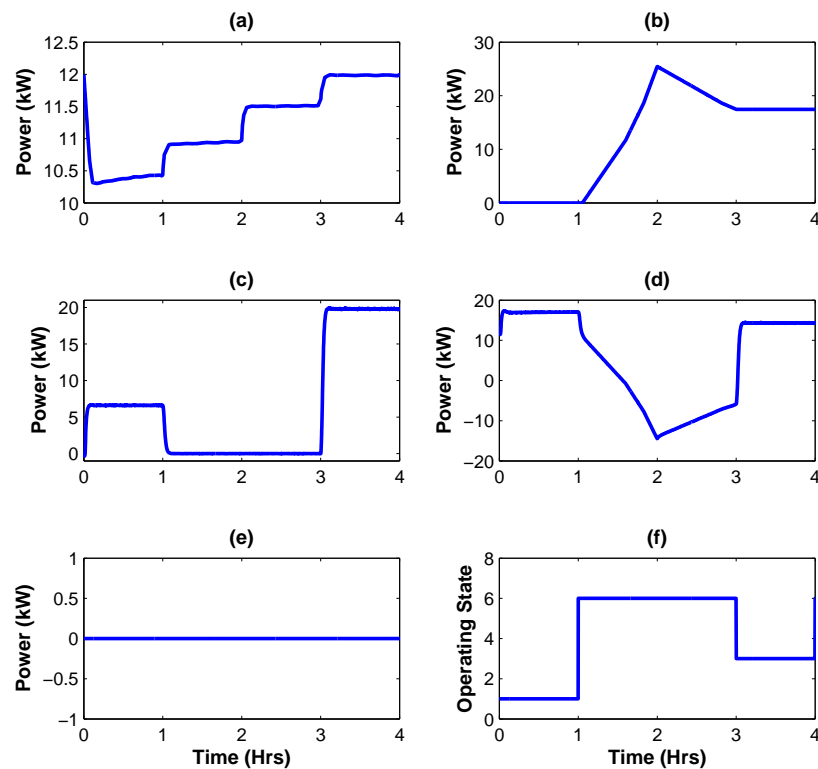 (a)
Power (kW)
12.5
12
11.5
11
10.5
10
0 1 2 3 4
(b)
Power (kW)
30
20
10
0
0 1 2 3 4
(c)
Power (kW)
20
15
10
5
0
0 1 2 3 4
(d)
Power (kW)
20
10
0
−10
−20
0 1 2 3 4
(e)
Power (kW)
1
0.5
0
−0.5
−1
0 1 2 3 4
Time (Hrs)
(f)
Operating State
8
6
4
2
0
0 1 2 3 4
Time (Hrs)